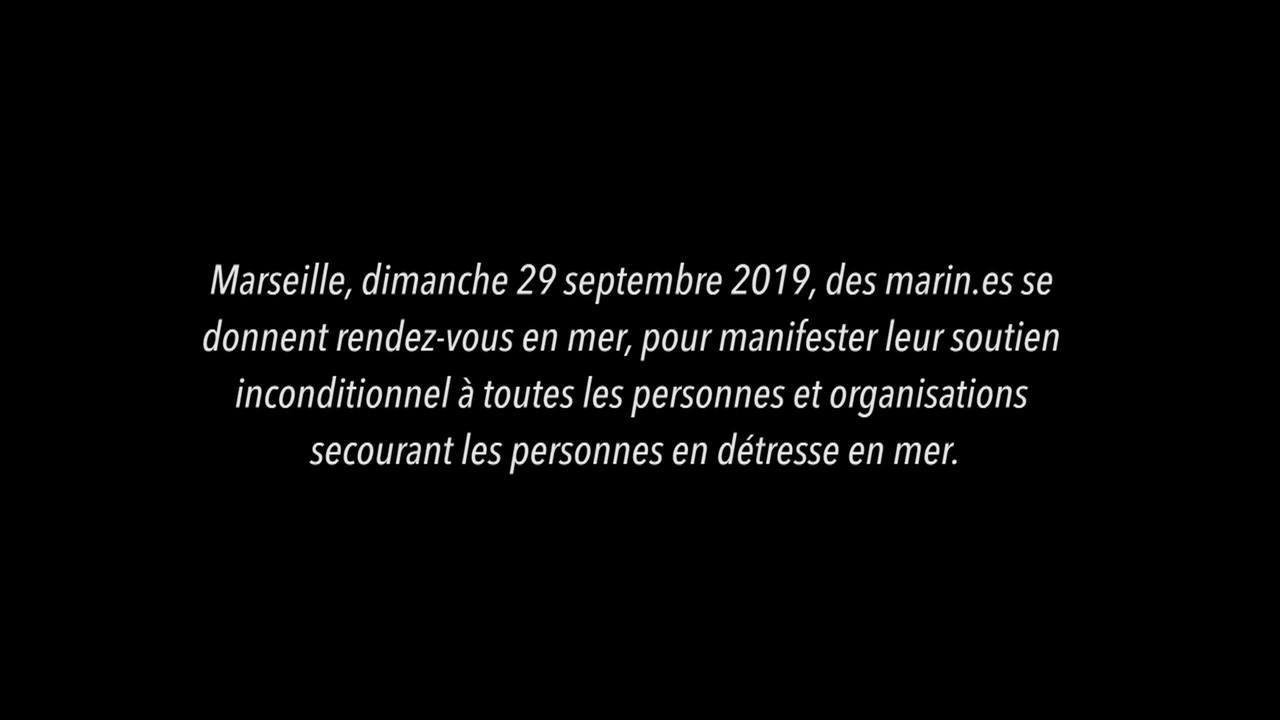 Marseille, dimanche 29 septembre 2019, des marin.es se
donnent rendez-vous en mer, pour manifester leur soutien
inconditionnel à toutes les personnes et organisations
secourant les personnes en détresse en mer.